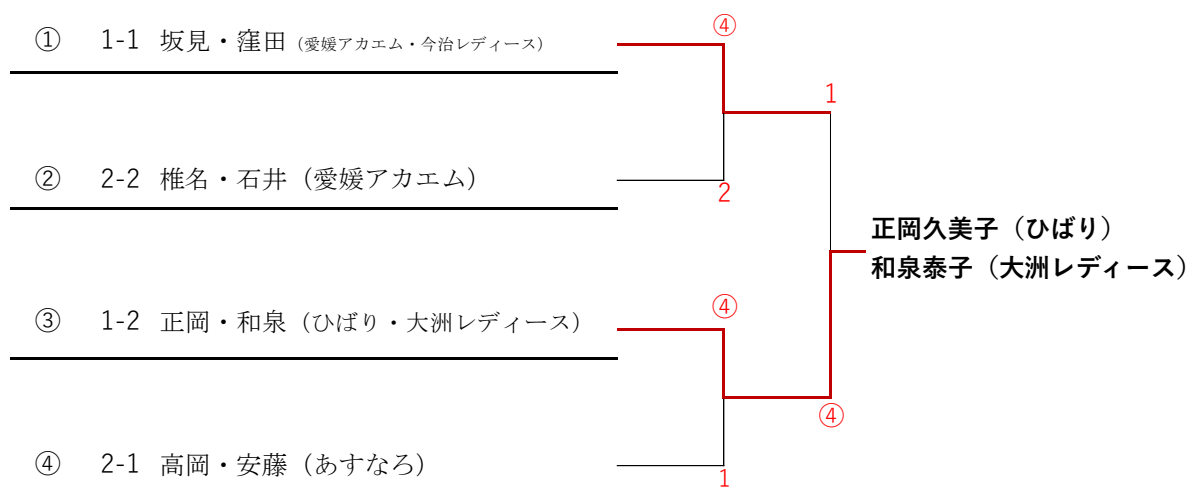 ① 1-1 坂見・窪田（愛媛アカエム・今治レディース）
④
1
② 2-2 椎名・石井（愛媛アカエム）
2
正岡久美子（ひばり）
和泉泰子（大洲レディース）
③ 1-2 正岡・和泉（ひばり・大洲レディース）
④
④
④ 2-1 高岡・安藤（あすなろ）
1